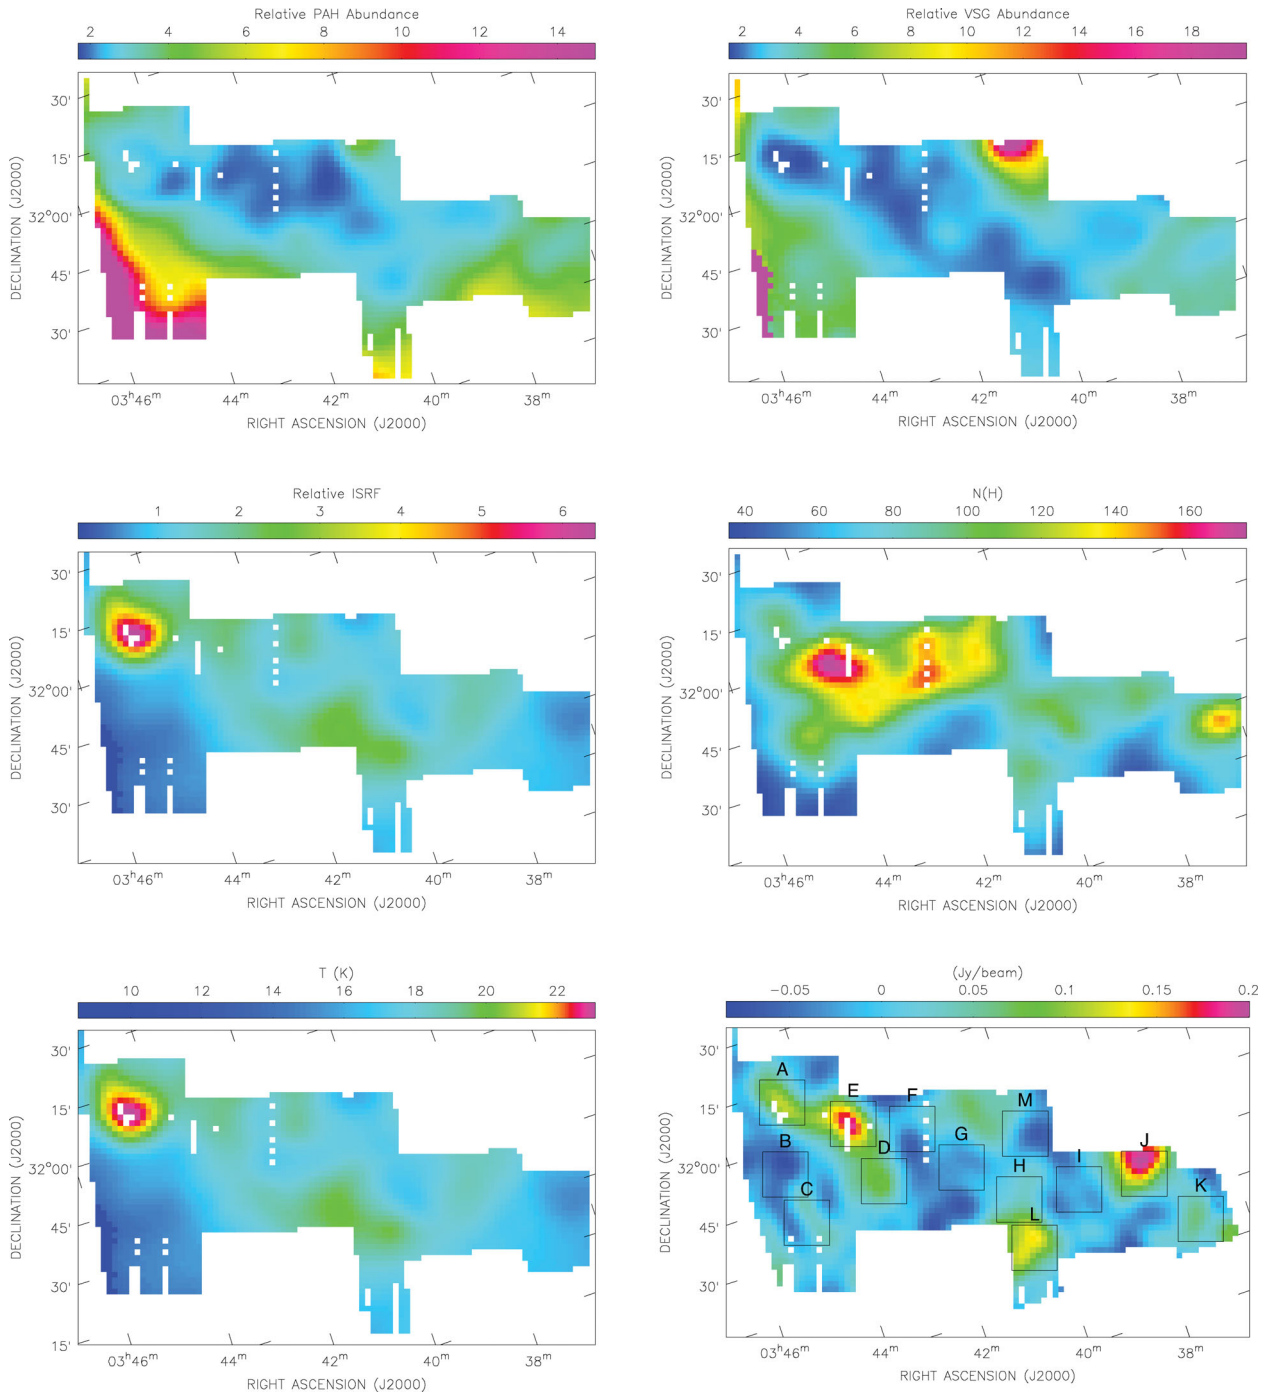 Relative PAH Abundance
2 4 6 8 10 12 14
30'
15'
32°00'
45'
30'
DECLINATION (J2000)
03ʰ46ᵐ 44ᵐ 42ᵐ 40ᵐ 38ᵐ
RIGHT ASCENSION (J2000)
Relative VSG Abundance
2 4 6 8 10 12 14 16 18
30'
15'
32°00'
45'
30'
DECLINATION (J2000)
03ʰ46ᵐ 44ᵐ 42ᵐ 40ᵐ 38ᵐ
RIGHT ASCENSION (J2000)
Relative ISRF
1 2 3 4 5 6
30'
15'
32°00'
45'
30'
DECLINATION (J2000)
03ʰ46ᵐ 44ᵐ 42ᵐ 40ᵐ 38ᵐ
RIGHT ASCENSION (J2000)
N(H)
40 60 80 100 120 140 160
30'
15'
32°00'
45'
30'
DECLINATION (J2000)
03ʰ46ᵐ 44ᵐ 42ᵐ 40ᵐ 38ᵐ
RIGHT ASCENSION (J2000)
T (K)
10 12 14 16 18 20 22
30'
15'
32°00'
45'
30'
15'
DECLINATION (J2000)
03ʰ46ᵐ 44ᵐ 42ᵐ 40ᵐ 38ᵐ
RIGHT ASCENSION (J2000)
(Jy/beam)
-0.05 0 0.05 0.1 0.15 0.2
30'
15'
32°00'
45'
30'
DECLINATION (J2000)
A
E
F
M
B
D
G
J
H
I
C
K
L
03ʰ46ᵐ 44ᵐ 42ᵐ 40ᵐ 38ᵐ
RIGHT ASCENSION (J2000)